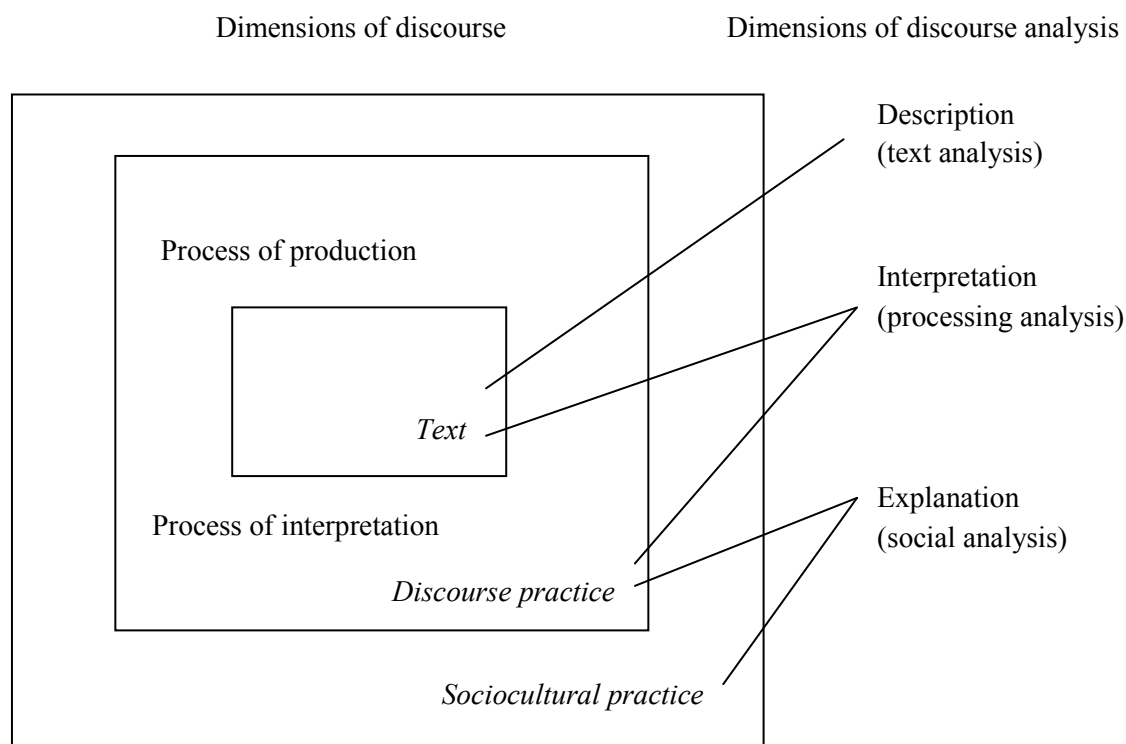 Dimensions of discourse
Dimensions of discourse analysis
Description
(text analysis)
Process of production
Interpretation
(processing analysis)
Text
Process of interpretation
Explanation
(social analysis)
Discourse practice
Sociocultural practice